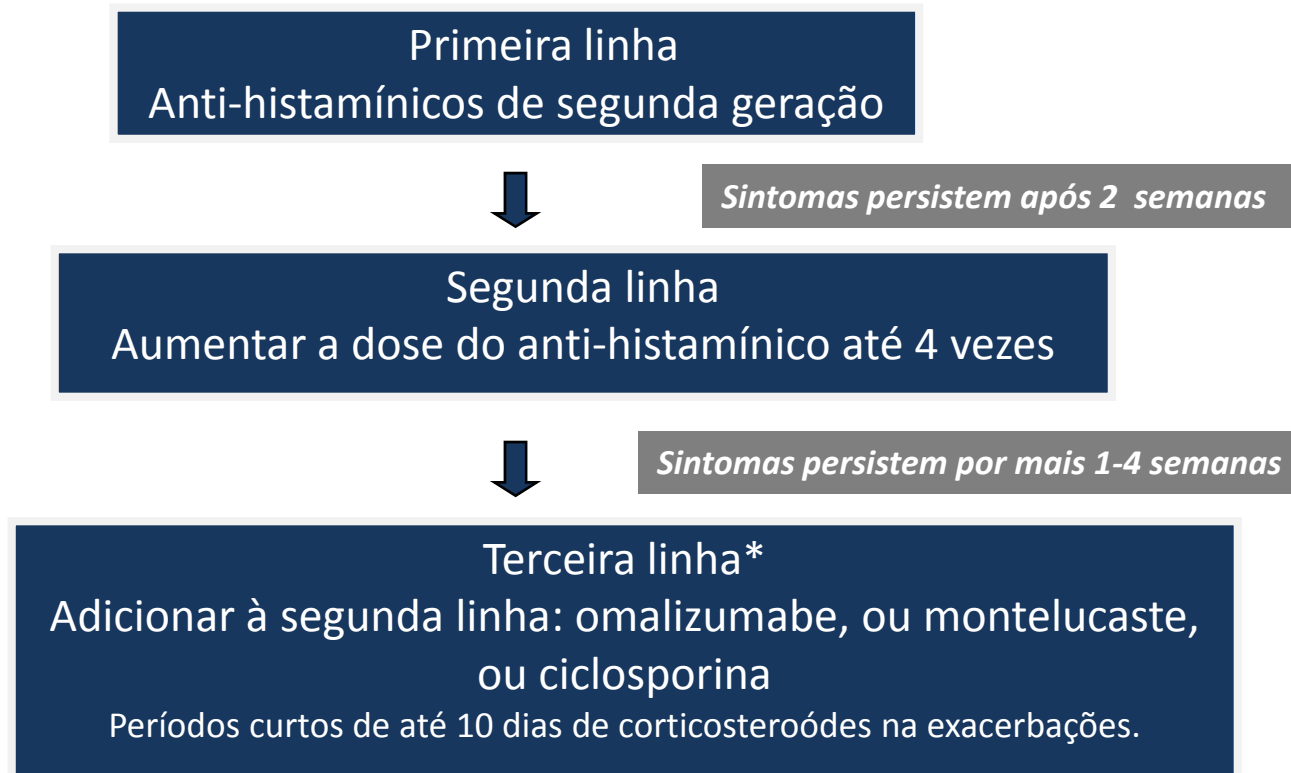 Primeira linha
Anti-histamínicos de segunda geração
Sintomas persistem após 2 semanas
Segunda linha
Aumentar a dose do anti-histamínico até 4 vezes
Sintomas persistem por mais 1-4 semanas
Terceira linha*
Adicionar à segunda linha: omalizumabe, ou montelucaste,
ou ciclosporina
Períodos curtos de até 10 dias de corticosteroódes na exacerbações.